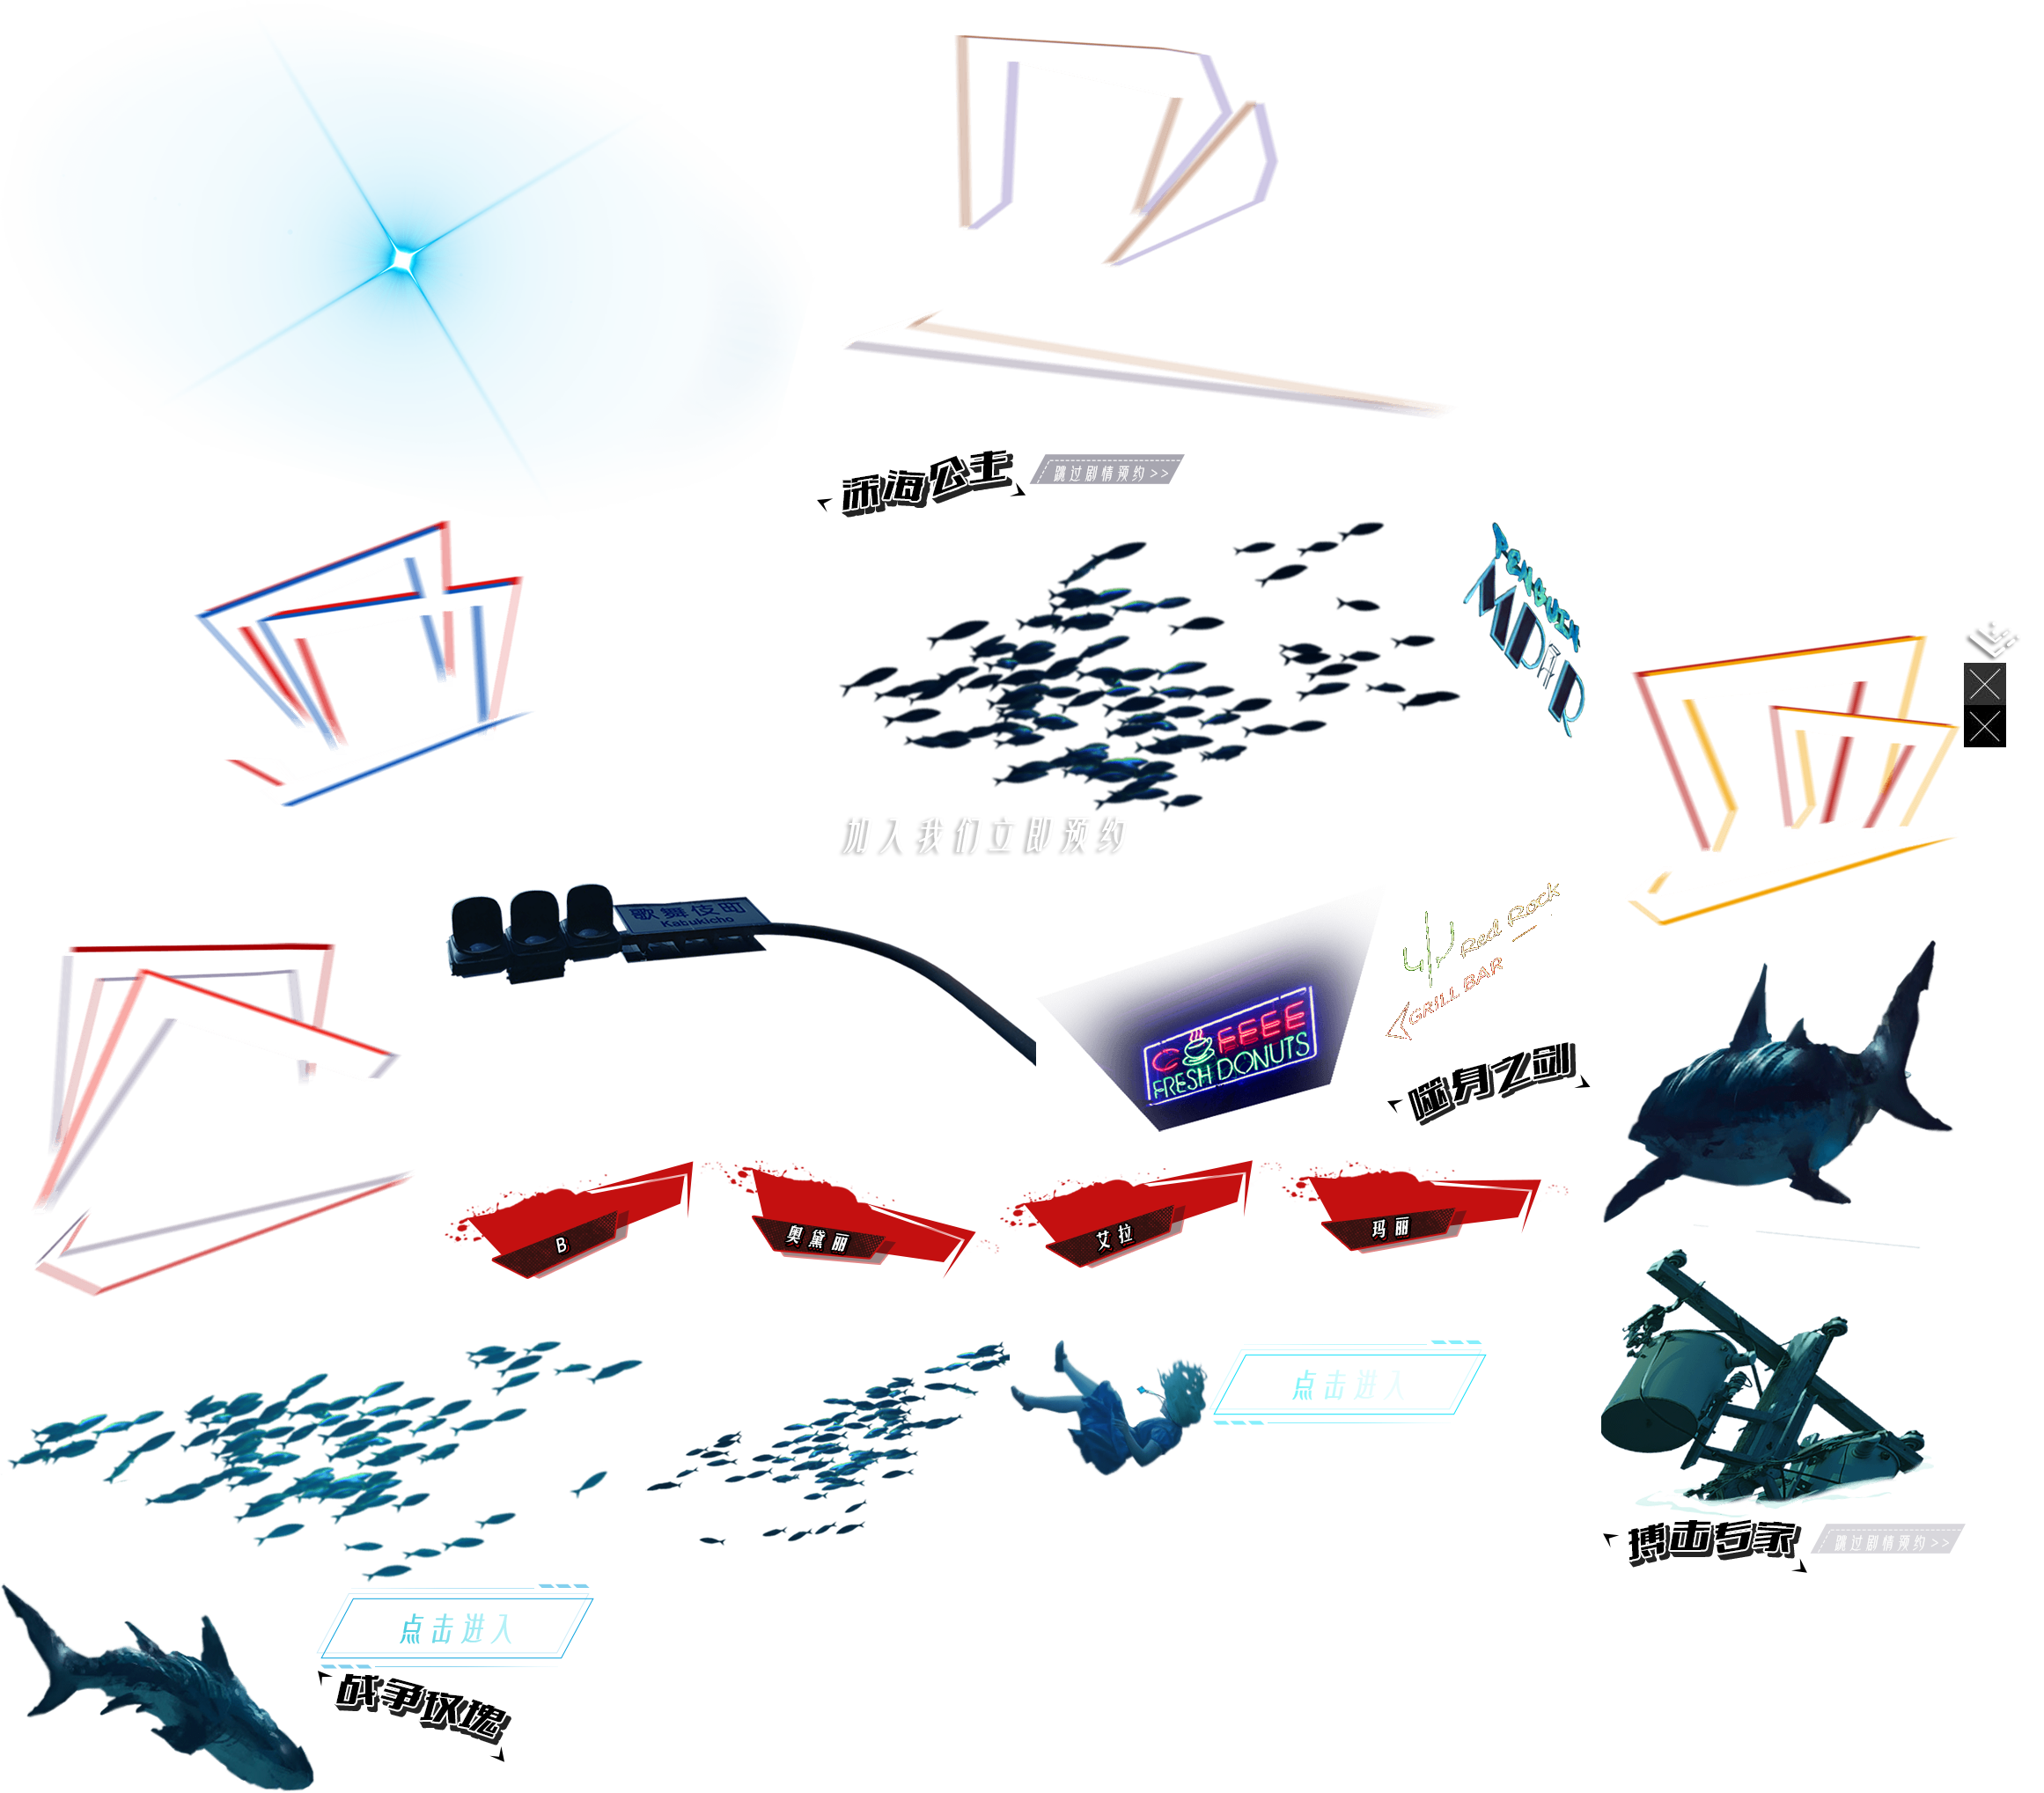 深海公主
跳过剧情预约>>
加入我们立即预约
歌舞伎町
Kabukicho
Red Rock
GRILL BAR
COFFEE
FRESH DONUTS
噬身之剑
B
奥黛丽
艾拉
玛丽
点击进入
搏击专家
跳过剧情预约>>
点击进入
战争玫瑰